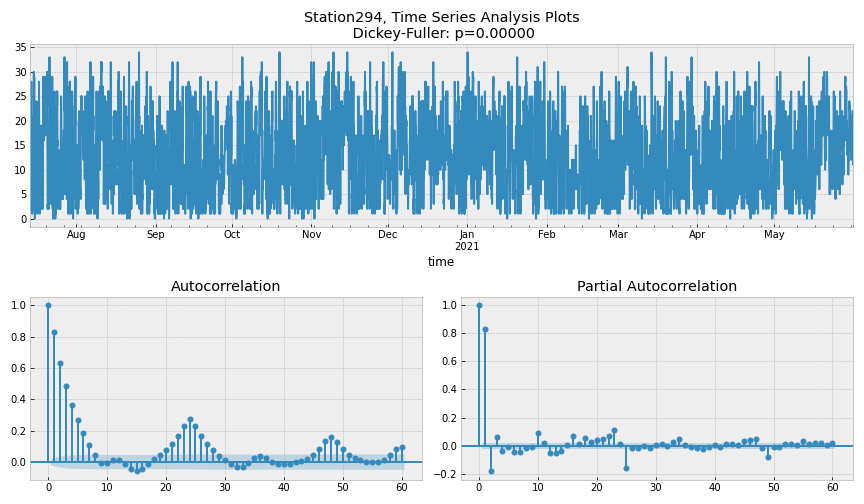 Station294, Time Series Analysis Plots
Dickey-Fuller: p=0.00000
35
30
25
20
15
10
5
0
Aug Sep Oct Nov Dec Jan Feb Mar Apr May
2021
time
Autocorrelation
1.0
0.8
0.6
0.4
0.2
0.0
0 10 20 30 40 50 60
Partial Autocorrelation
1.0
0.8
0.6
0.4
0.2
0.0
−0.2
0 10 20 30 40 50 60